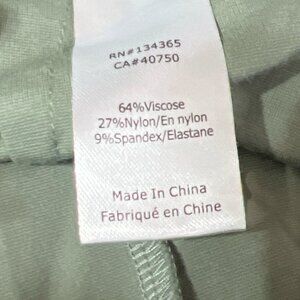 RN#134365
CA#40750
64%Viscose
27%Nylon/En nylon
9%Spandex/Elastane
Made In China
Fabriqué en Chine